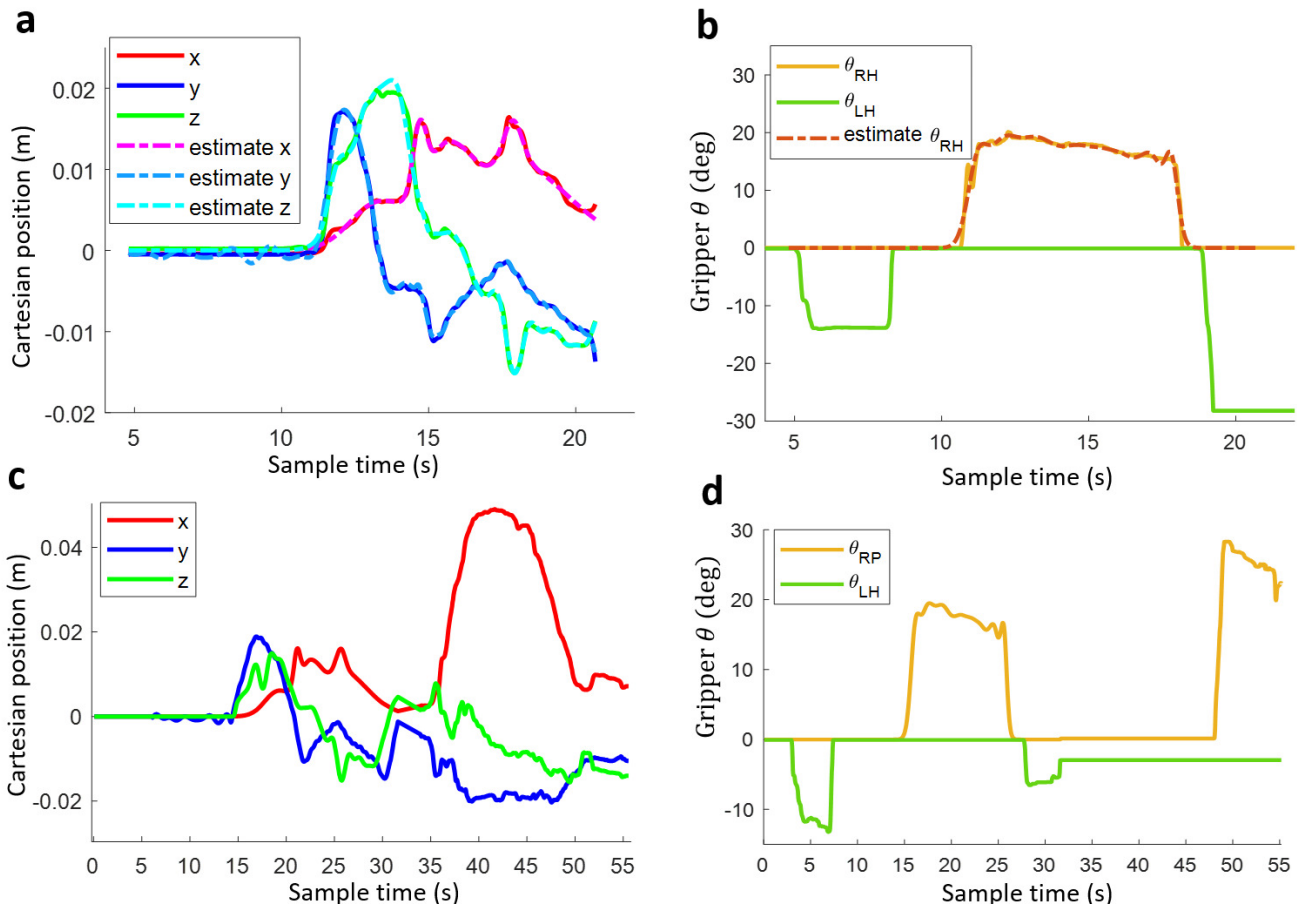 a
x
y
z
estimate x
estimate y
estimate z
0.02
0.01
0
-0.01
-0.02
Cartesian position (m)
5
10
15
20
Sample time (s)
b
θRH
θLH
estimate θRH
30
20
10
0
-10
-20
-30
Gripper θ (deg)
5
10
15
20
Sample time (s)
c
x
y
z
0.04
0.02
0
-0.02
Cartesian position (m)
0 5 10 15 20 25 30 35 40 45 50 55
Sample time (s)
d
θRP
θLH
30
20
10
0
-10
Gripper θ (deg)
0 5 10 15 20 25 30 35 40 45 50 55
Sample time (s)